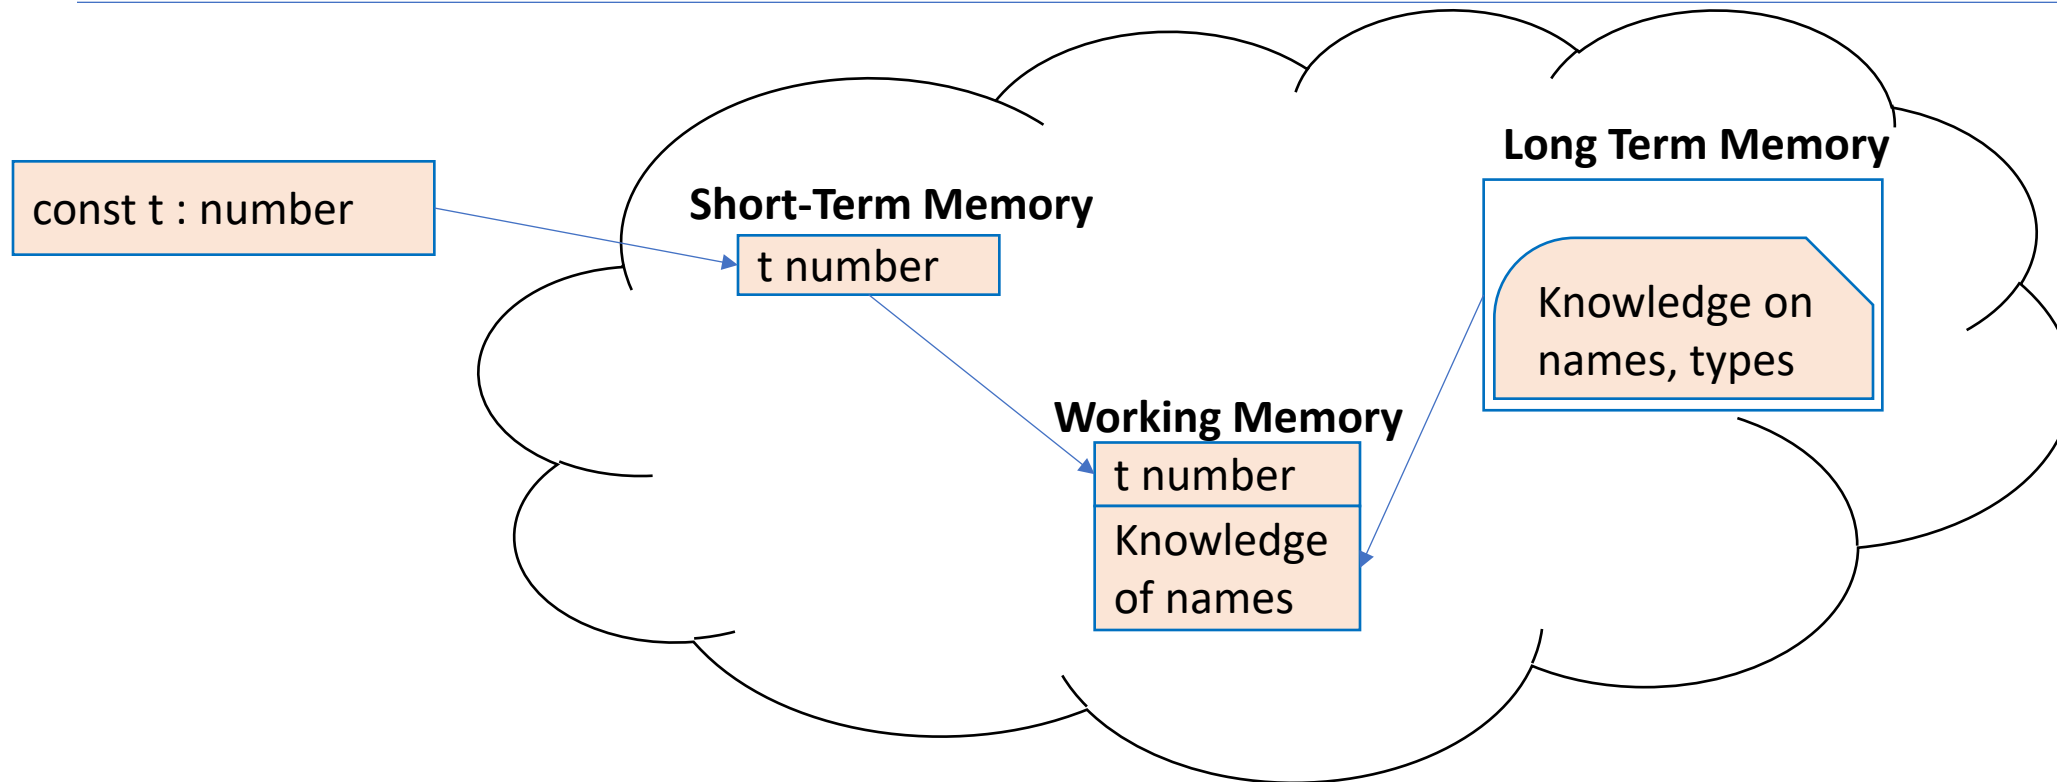 const t : number
Short-Term Memory
t number
Long Term Memory
Knowledge on
names, types
Working Memory
t number
Knowledge
of names